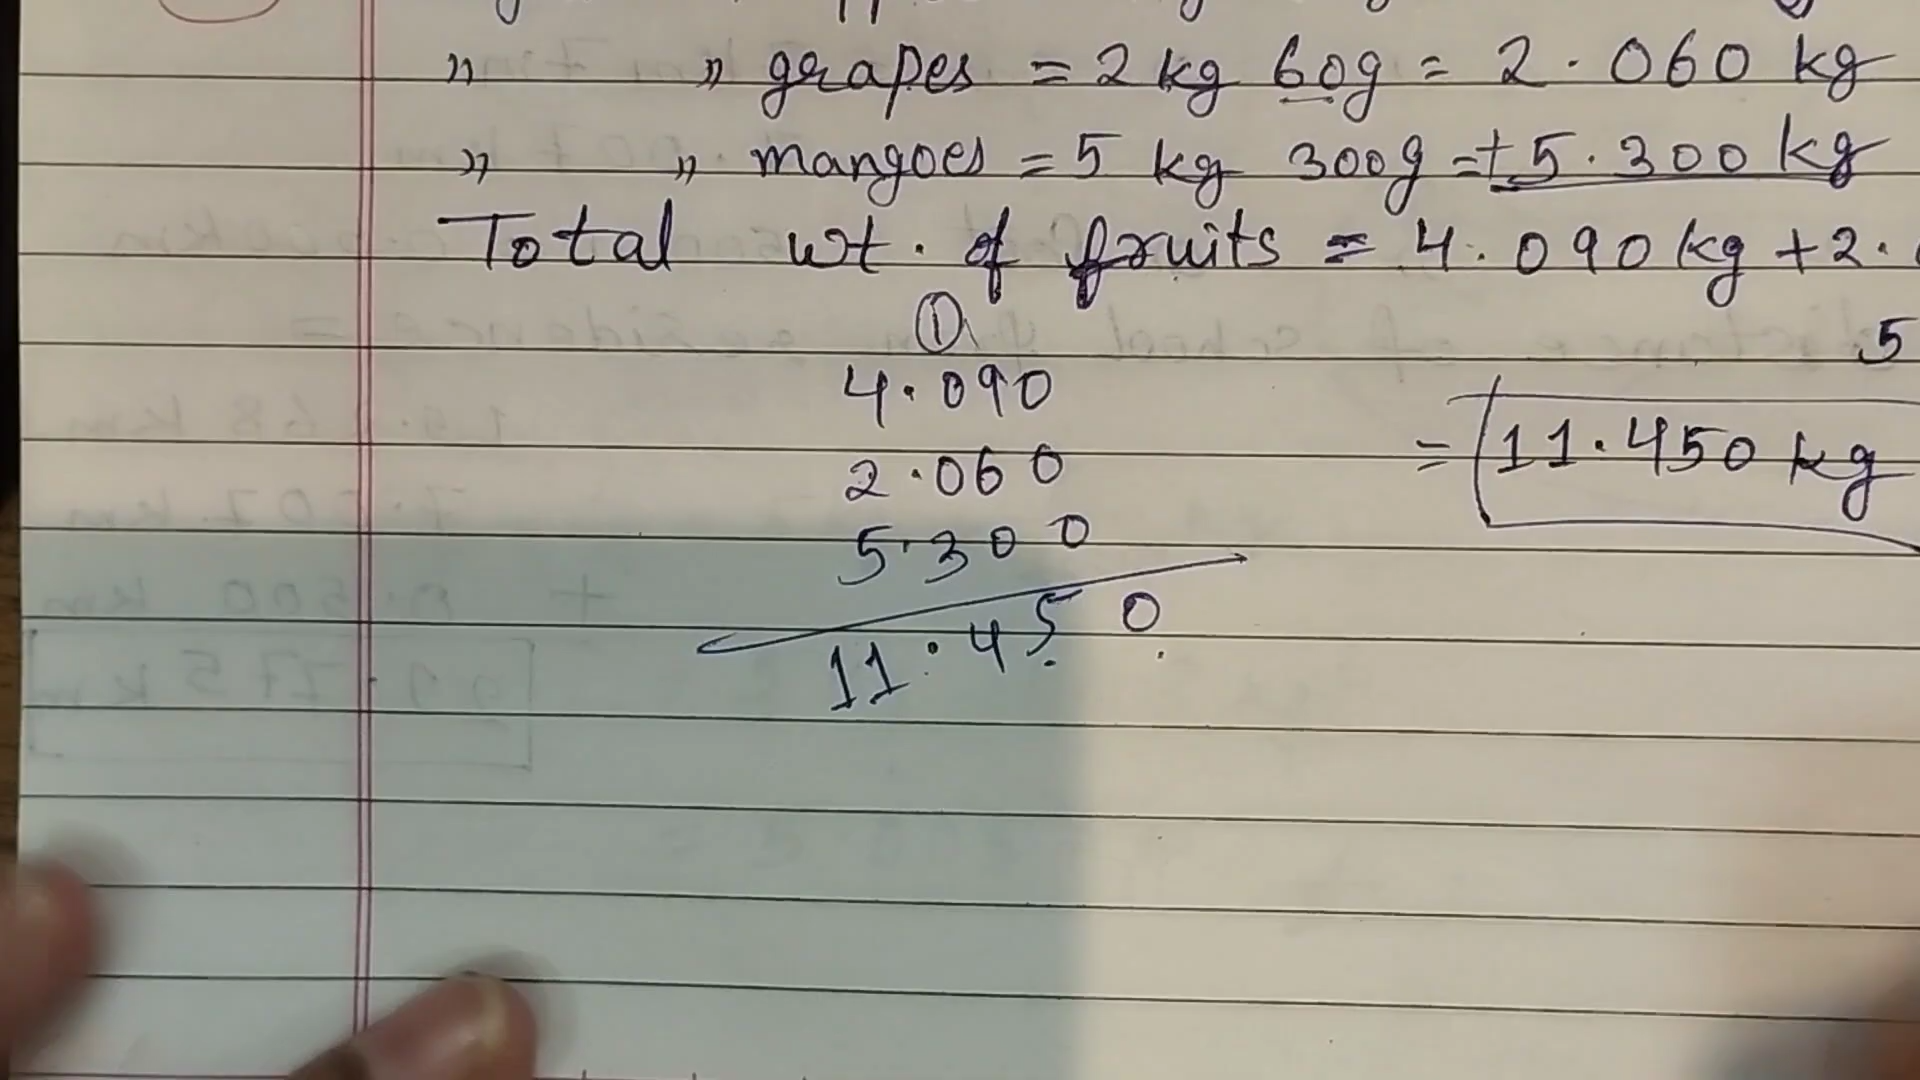 " " grapes = 2 kg 60g = 2.060 kg
" " mangoes = 5 kg 300g = + 5.300 kg
Total wt. of fruits = 4.090 kg + 2.
5
= 11.450 kg
1
4.090
2.060
5.300
11.450